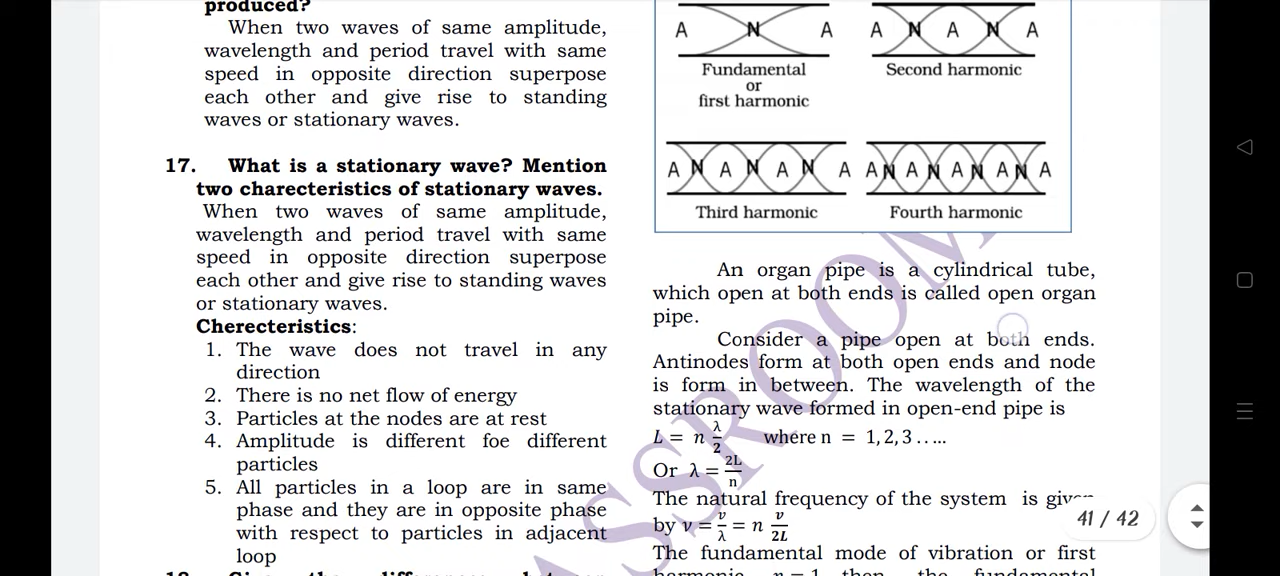 produced?
When two waves of same amplitude,
wavelength and period travel with same
speed in opposite direction superpose
each other and give rise to standing
waves or stationary waves.
17. What is a stationary wave? Mention
two charecteristics of stationary waves.
When two waves of same amplitude,
wavelength and period travel with same
speed in opposite direction superpose
each other and give rise to standing waves
or stationary waves.
Cherecteristics:
1. The wave does not travel in any
direction
2. There is no net flow of energy
3. Particles at the nodes are at rest
4. Amplitude is different foe different
particles
5. All particles in a loop are in same
phase and they are in opposite phase
with respect to particles in adjacent
loop
A N A A N A N A
Fundamental
or
first harmonic
Second harmonic
A N A N A N A A N A N A N A N A
Third harmonic Fourth harmonic
An organ pipe is a cylindrical tube,
which open at both ends is called open organ
pipe.
Consider a pipe open at both ends.
Antinodes form at both open ends and node
is form in between. The wavelength of the
stationary wave formed in open-end pipe is
L = n λ/2 where n = 1,2,3 .....
Or λ = 2L/n
The natural frequency of the system is given
by ν = v/λ = n v/2L
The fundamental mode of vibration or first
harmonic, n = 1 then the fundamental
41 / 42
SSROOM